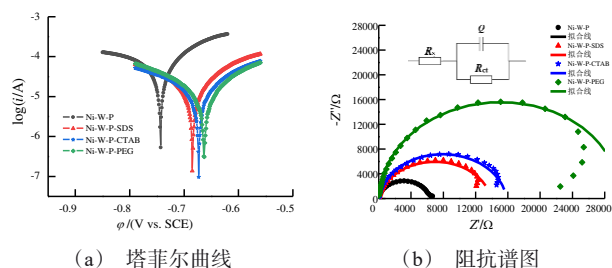 (a)
-3
-4
-5
-6
-7
log(i/A)
Ni-W-P
Ni-W-P-SDS
Ni-W-P-CTAB
Ni-W-P-PEG
-0.9 -0.8 -0.7 -0.6 -0.5
φ/(V vs. SCE)
(a) 塔菲尔曲线
(b)
28000
24000
20000
16000
12000
8000
4000
0
-Z''/Ω
Q
Rs
Rct
Ni-W-P
拟合线
Ni-W-P-SDS
拟合线
Ni-W-P-CTAB
拟合线
Ni-W-P-PEG
拟合线
4000 8000 12000 16000 20000 24000 28000
Z'/Ω
(b) 阻抗谱图